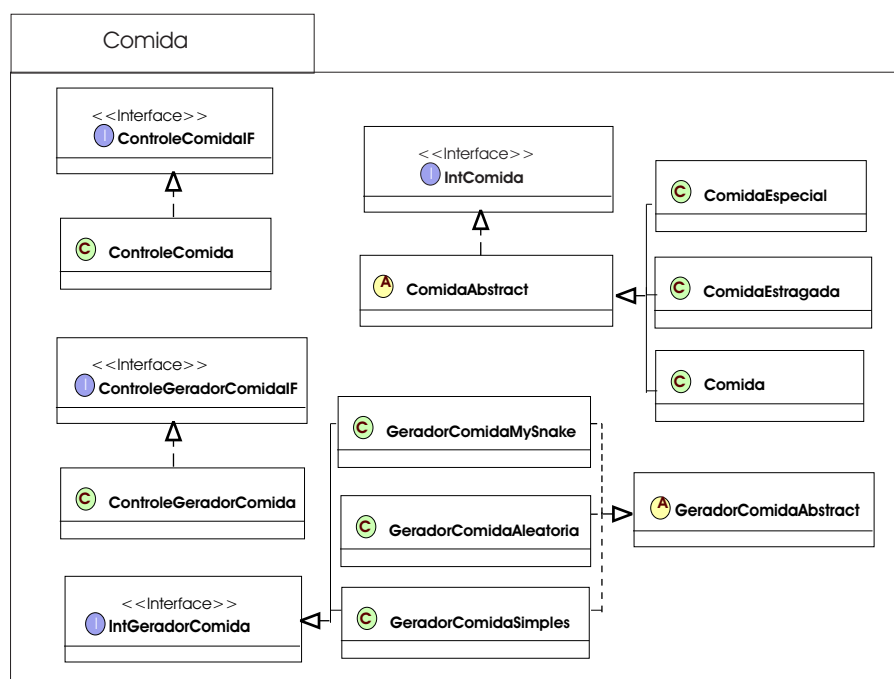 Comida
<<Interface>>
I ControleComidaIF
C ControleComida
<<Interface>>
I IntComida
A ComidaAbstract
C ComidaEspecial
C ComidaEstragada
C Comida
<<Interface>>
I ControleGeradorComidaIF
C ControleGeradorComida
<<Interface>>
I IntGeradorComida
C GeradorComidaMySnake
C GeradorComidaAleatoria
C GeradorComidaSimples
A GeradorComidaAbstract